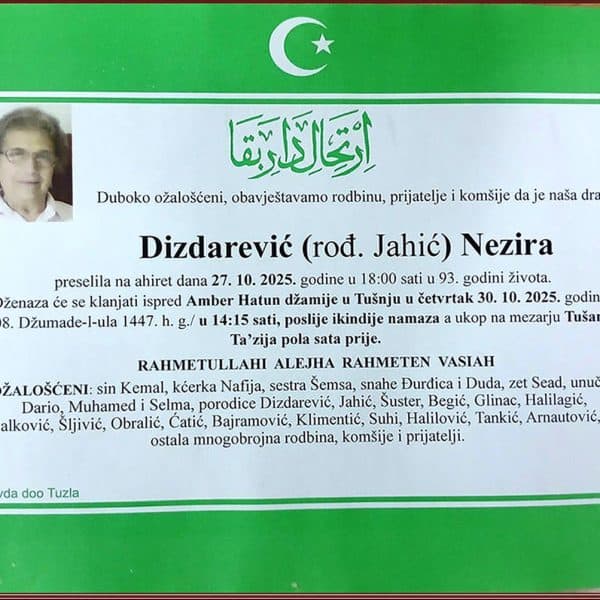 إرتحال دار بقا
Duboko ožalošćeni, obavještavamo rodbinu, prijatelje i komšije da je naša dra
Dizdarević (rođ. Jahić) Nezira
preselila na ahiret dana 27. 10. 2025. godine u 18:00 sati u 93. godini života.
Dženaza će se klanjati ispred Amber Hatun džamije u Tušnju u četvrtak 30. 10. 2025. godin
08. Džumade-l-ula 1447. h. g./ u 14:15 sati, poslije ikindije namaza a ukop na mezarju Tušan
Ta'zija pola sata prije.
RAHMETULLAHI ALEJHA RAHMETEN VASIAH
OŽALOŠĆENI: sin Kemal, kćerka Nafija, sestra Šemsa, snahe Đurđica i Duda, zet Sead, unuč
Dario, Muhamed i Selma, porodice Dizdarević, Jahić, Šuster, Begić, Glinac, Halilagić,
alković, Šljivić, Obralić, Ćatić, Bajramović, Klimentić, Suhi, Halilović, Tankić, Arnautović,
ostala mnogobrojna rodbina, komšije i prijatelji.
vda doo Tuzla